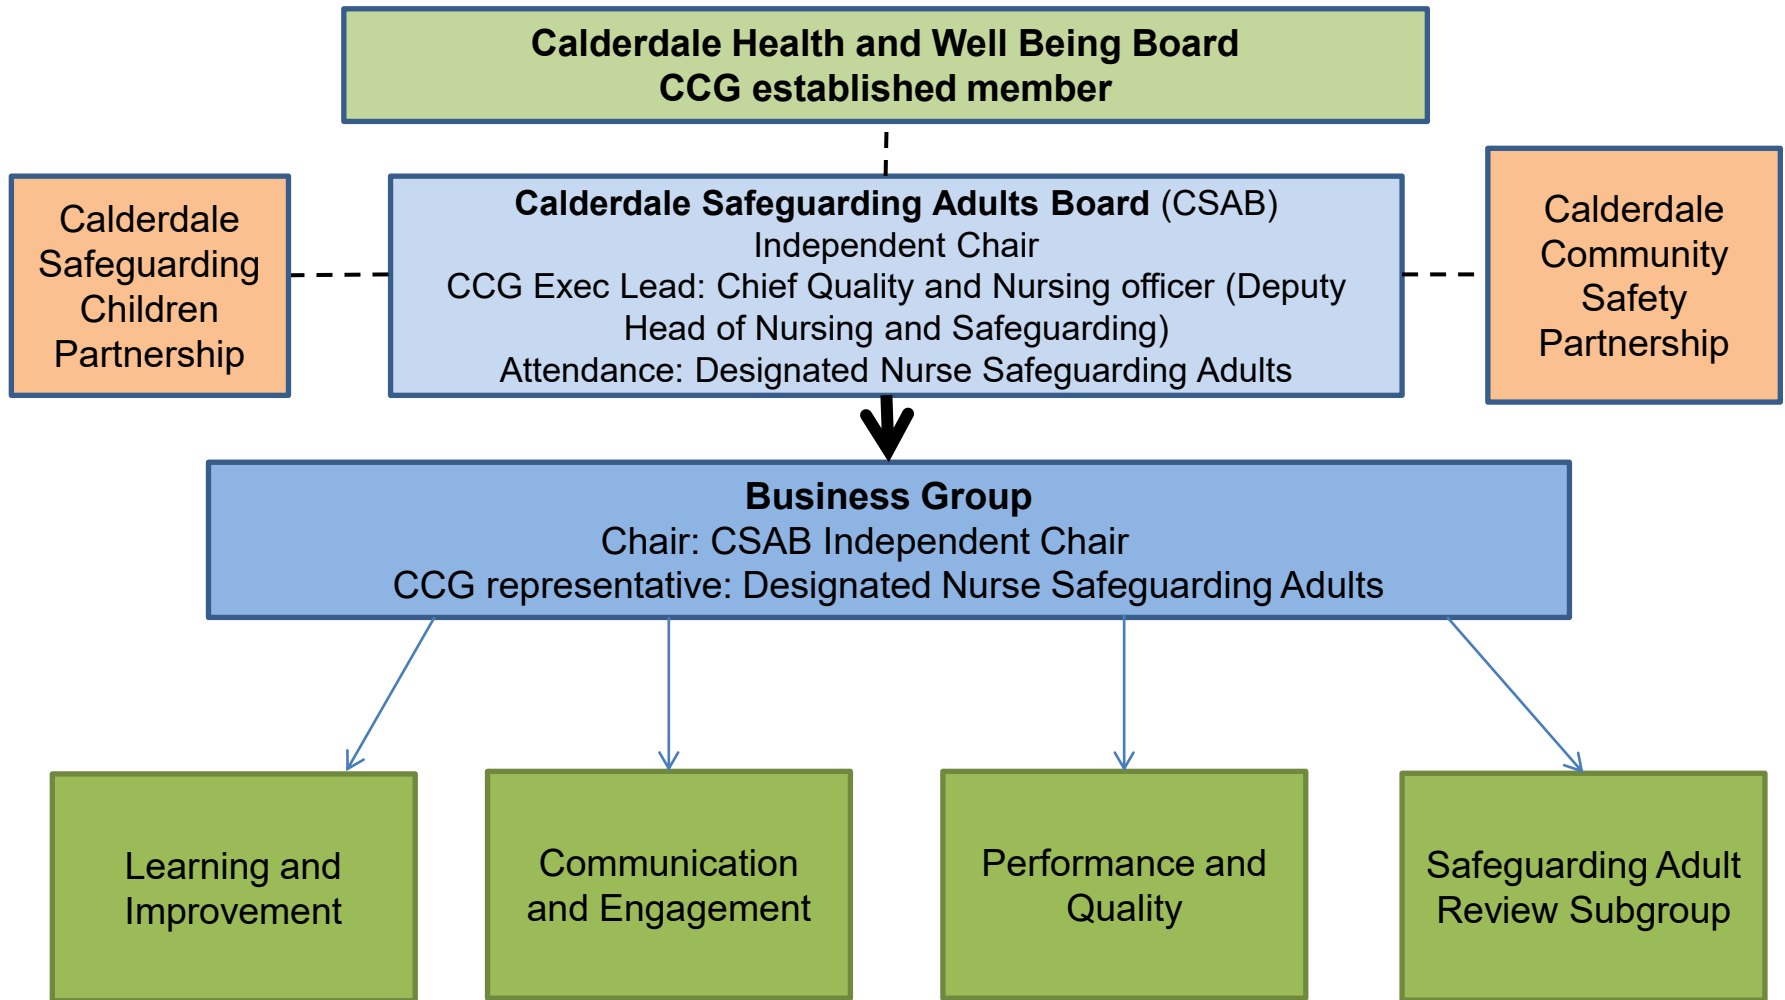 Calderdale Health and Well Being Board
CCG established member
Calderdale
Safeguarding
Children
Partnership
Calderdale Safeguarding Adults Board (CSAB)
Independent Chair
CCG Exec Lead: Chief Quality and Nursing officer (Deputy
Head of Nursing and Safeguarding)
Attendance: Designated Nurse Safeguarding Adults
Calderdale
Community
Safety
Partnership
Business Group
Chair: CSAB Independent Chair
CCG representative: Designated Nurse Safeguarding Adults
Learning and
Improvement
Communication
and Engagement
Performance and
Quality
Safeguarding Adult
Review Subgroup